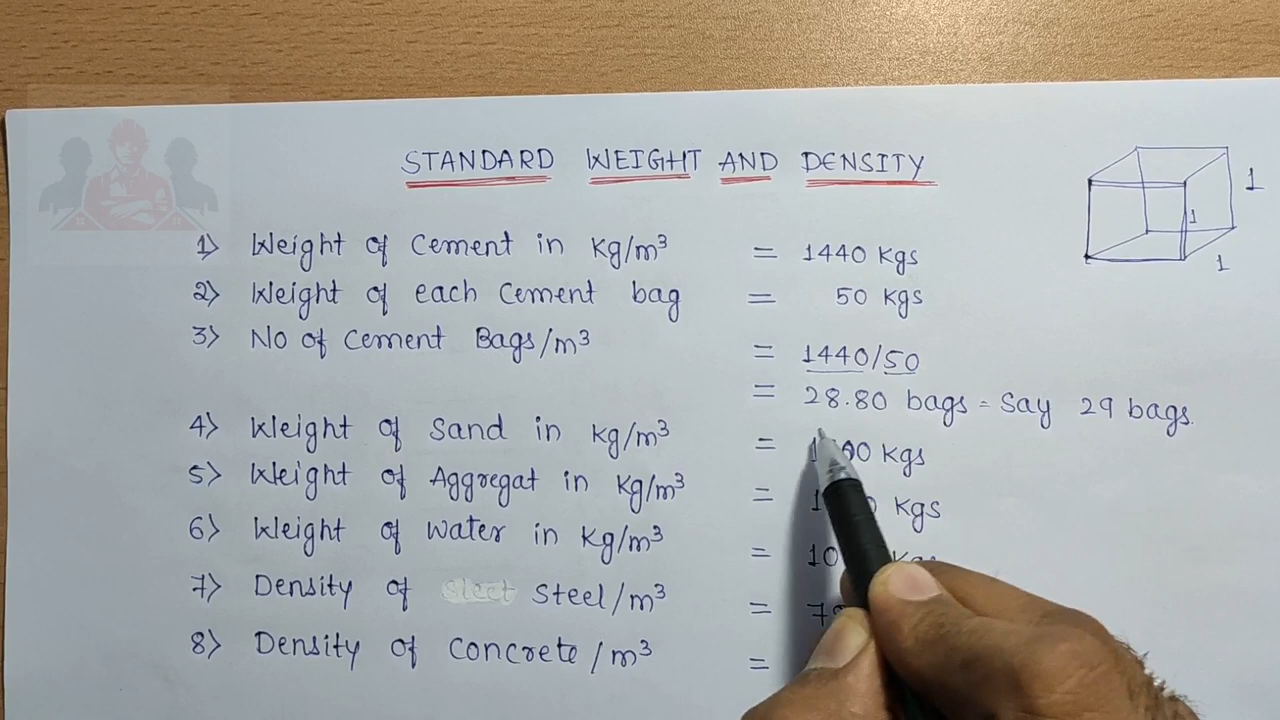 STANDARD WEIGHT AND DENSITY
1) Weight of Cement in Kg/m³ = 1440 Kgs
2) Weight of each Cement bag = 50 Kgs
3) No of Cement Bags/m³ = 1440/50
= 28.80 bags = Say 29 bags.
4) Weight of Sand in Kg/m³ = Kgs
5) Weight of Aggregat in Kg/m³ = Kgs
6) Weight of Water in Kg/m³ =
7) Density of Steel/m³ =
8) Density of Concrete/m³ =
1
1
1